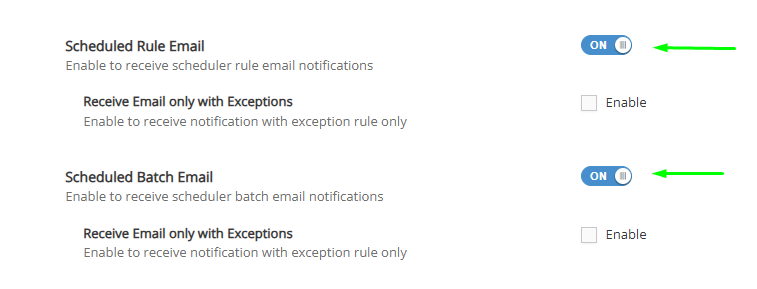 Scheduled Rule Email
ON
Enable to receive scheduler rule email notifications
Receive Email only with Exceptions
Enable
Enable to receive notification with exception rule only
Scheduled Batch Email
ON
Enable to receive scheduler batch email notifications
Receive Email only with Exceptions
Enable
Enable to receive notification with exception rule only